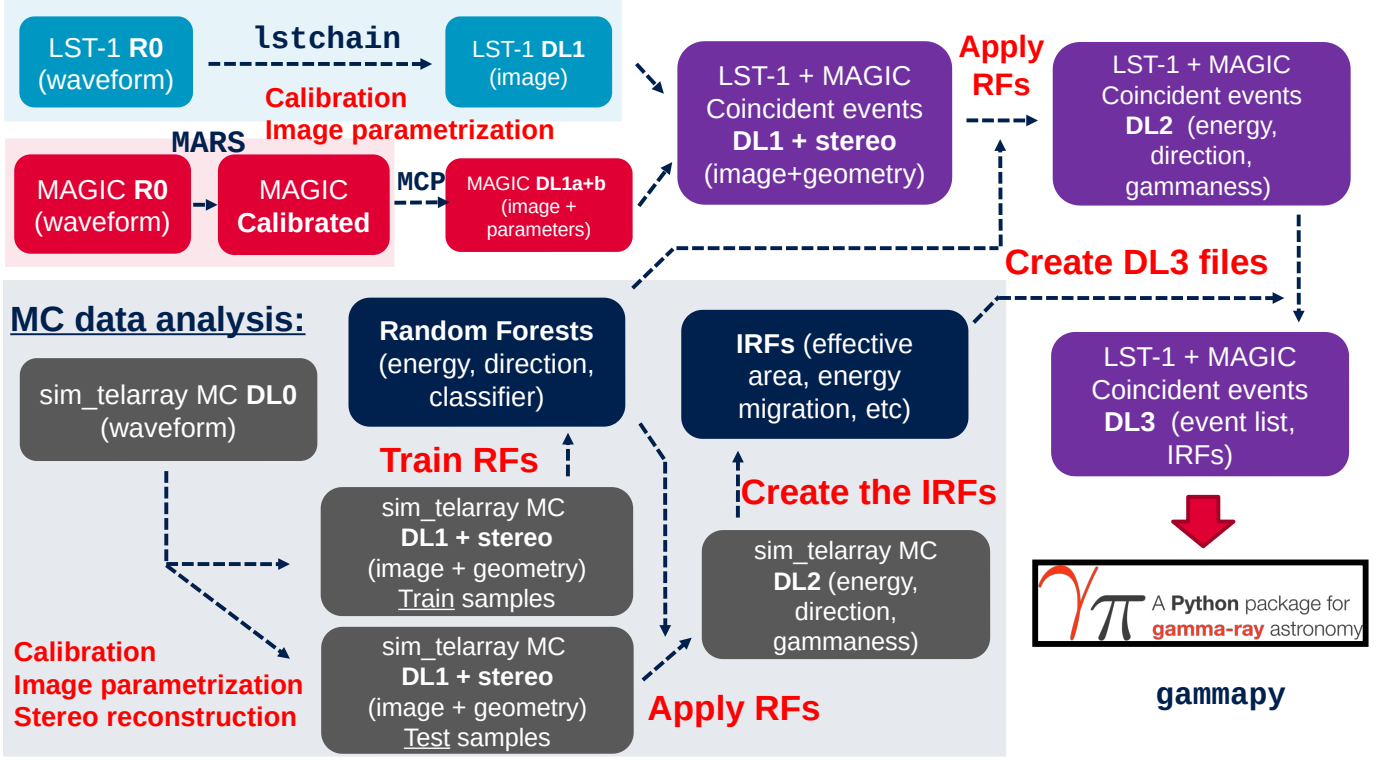 LST-1 R0
(waveform)
lstchain
LST-1 DL1
(image)
Calibration
Image parametrization
MARS
MAGIC R0
(waveform)
MAGIC
Calibrated
MCP
MAGIC DL1a+b
(image +
parameters)
LST-1 + MAGIC
Coincident events
DL1 + stereo
(image+geometry)
Apply
RFs
LST-1 + MAGIC
Coincident events
DL2 (energy,
direction,
gammaness)
Create DL3 files
MC data analysis:
sim_telarray MC DL0
(waveform)
Random Forests
(energy, direction,
classifier)
IRFs (effective
area, energy
migration, etc)
LST-1 + MAGIC
Coincident events
DL3 (event list,
IRFs)
Train RFs
Create the IRFs
sim_telarray MC
DL1 + stereo
(image + geometry)
Train samples
sim_telarray MC
DL2 (energy,
direction,
gammaness)
Calibration
Image parametrization
Stereo reconstruction
sim_telarray MC
DL1 + stereo
(image + geometry)
Test samples
Apply RFs
γπ
A Python package for
gamma-ray astronomy
gammapy